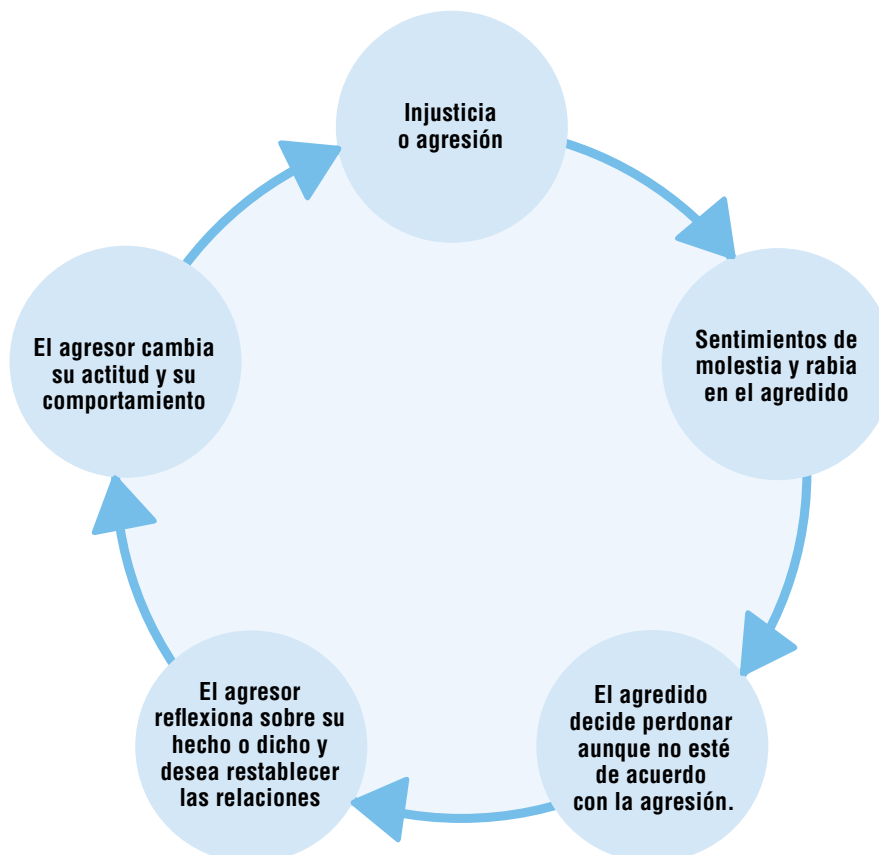 Injusticia
o agresión
Sentimientos de
molestia y rabia
en el agredido
El agredido
decide perdonar
aunque no esté
de acuerdo
con la agresión.
El agresor
reflexiona sobre su
hecho o dicho y
desea restablecer
las relaciones
El agresor cambia
su actitud y su
comportamiento